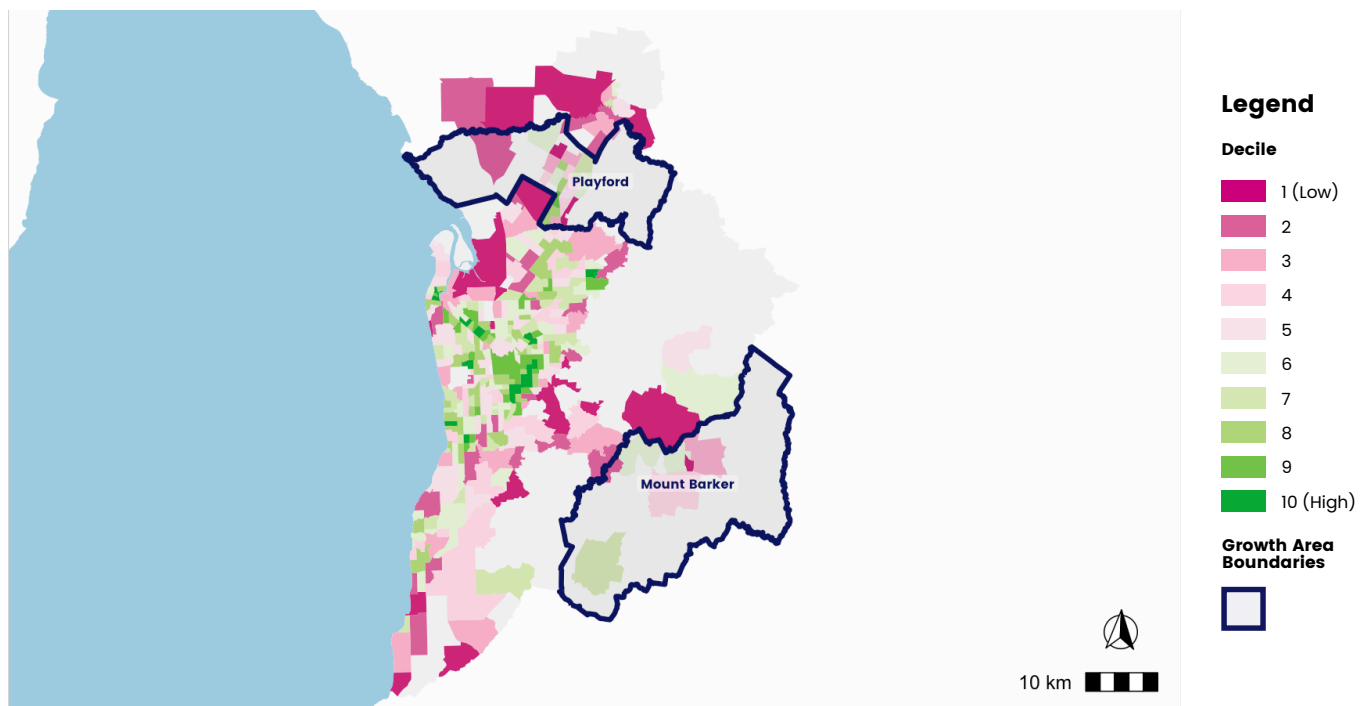 Playford
Mount Barker
10 km
Legend
Decile
1 (Low)
2
3
4
5
6
7
8
9
10 (High)
Growth Area
Boundaries